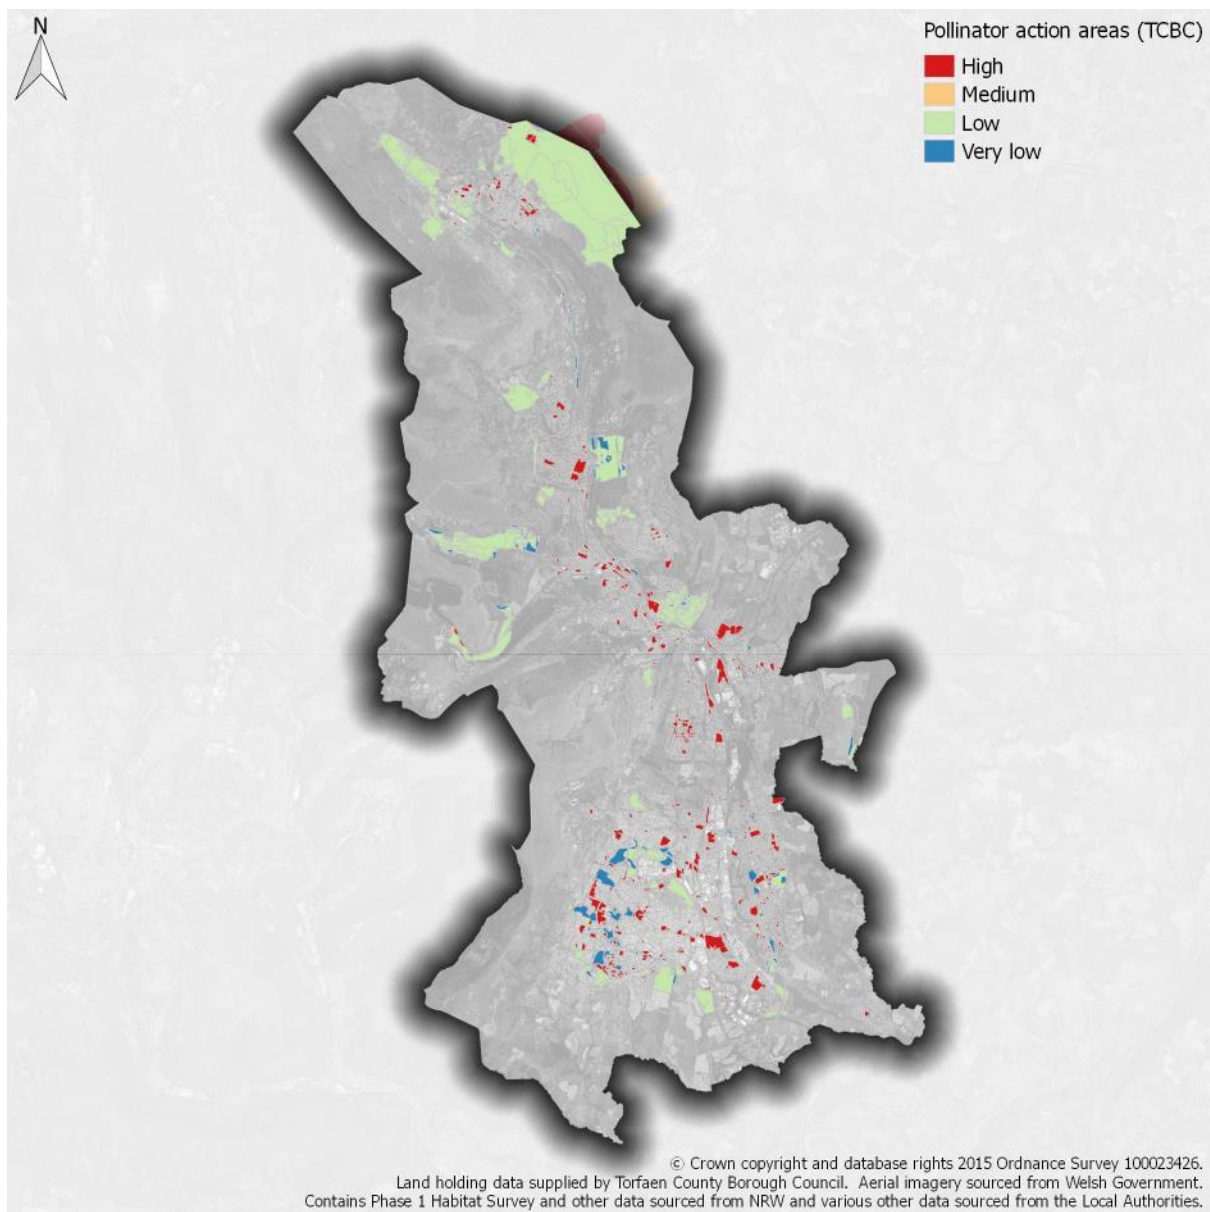 N
Pollinator action areas (TCBC)
High
Medium
Low
Very low
© Crown copyright and database rights 2015 Ordnance Survey 100023426.
Land holding data supplied by Torfaen County Borough Council. Aerial imagery sourced from Welsh Government.
Contains Phase 1 Habitat Survey and other data sourced from NRW and various other data sourced from the Local Authorities.